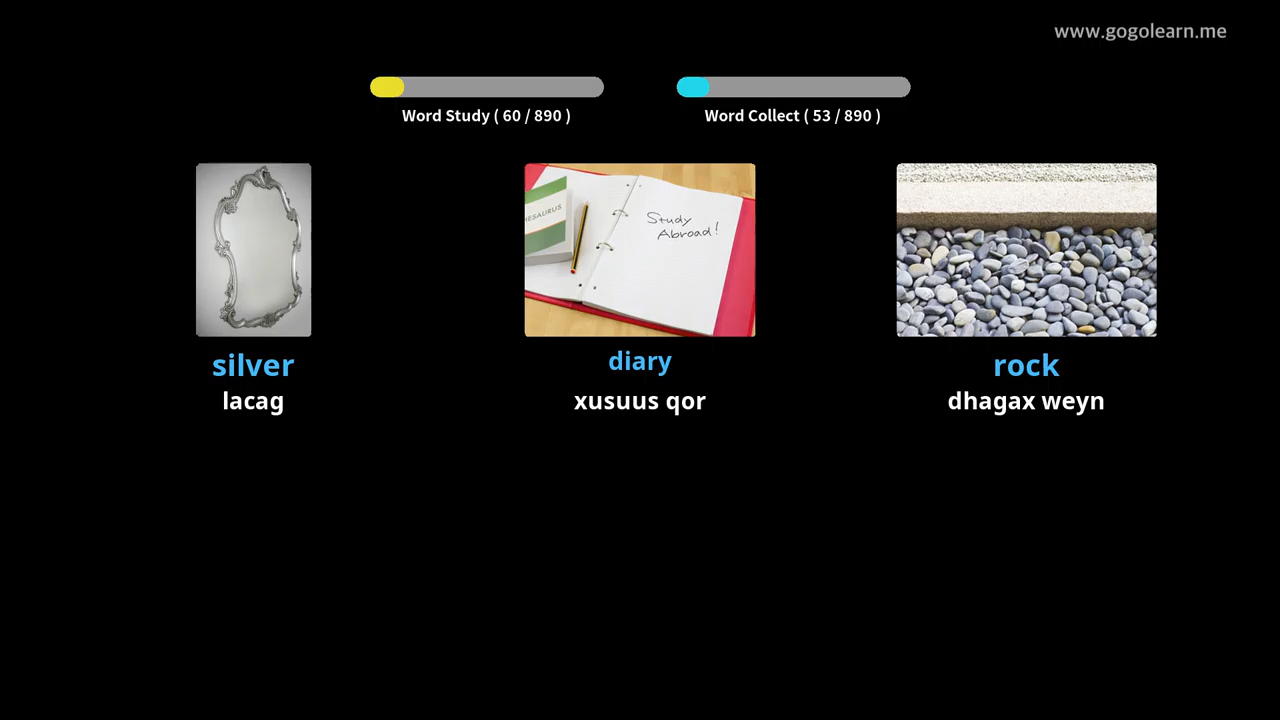 www.gogolearn.me
Word Study ( 60 / 890 )
Word Collect ( 53 / 890 )
HESAURUS
Study
Abroad!
silver
diary
rock
lacag
xusuus qor
dhagax weyn